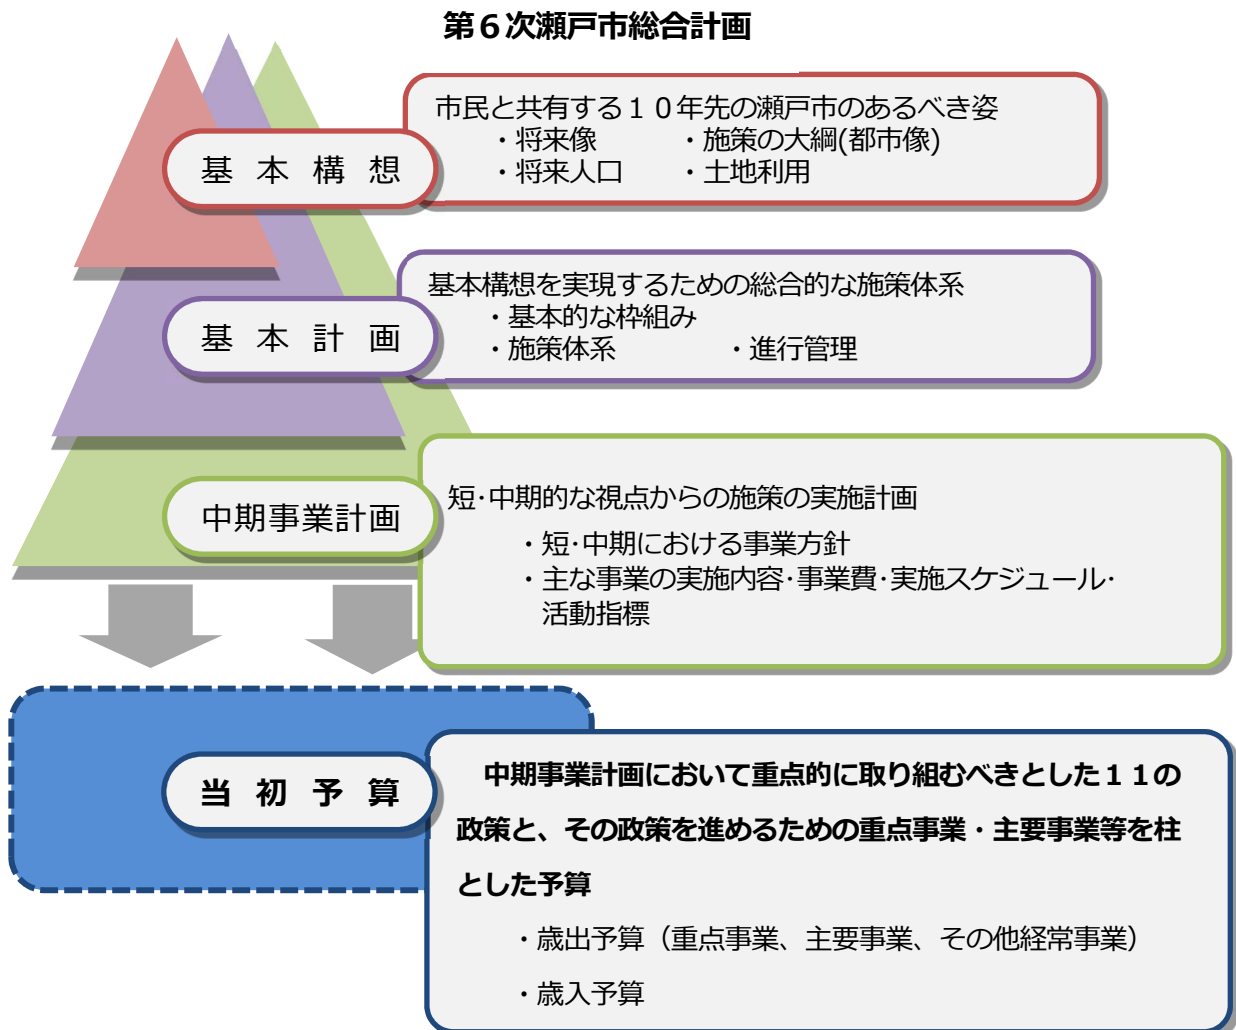 第６次瀬戸市総合計画
基本構想
市民と共有する１０年先の瀬戸市のあるべき姿
・将来像　・施策の大綱(都市像)
・将来人口　・土地利用
基本計画
基本構想を実現するための総合的な施策体系
・基本的な枠組み
・施策体系　・進行管理
中期事業計画
短･中期的な視点からの施策の実施計画
・短･中期における事業方針
・主な事業の実施内容･事業費･実施スケジュール･
活動指標
当初予算
中期事業計画において重点的に取り組むべきとした１１の
政策と、その政策を進めるための重点事業・主要事業等を柱
とした予算
・歳出予算（重点事業、主要事業、その他経常事業）
・歳入予算